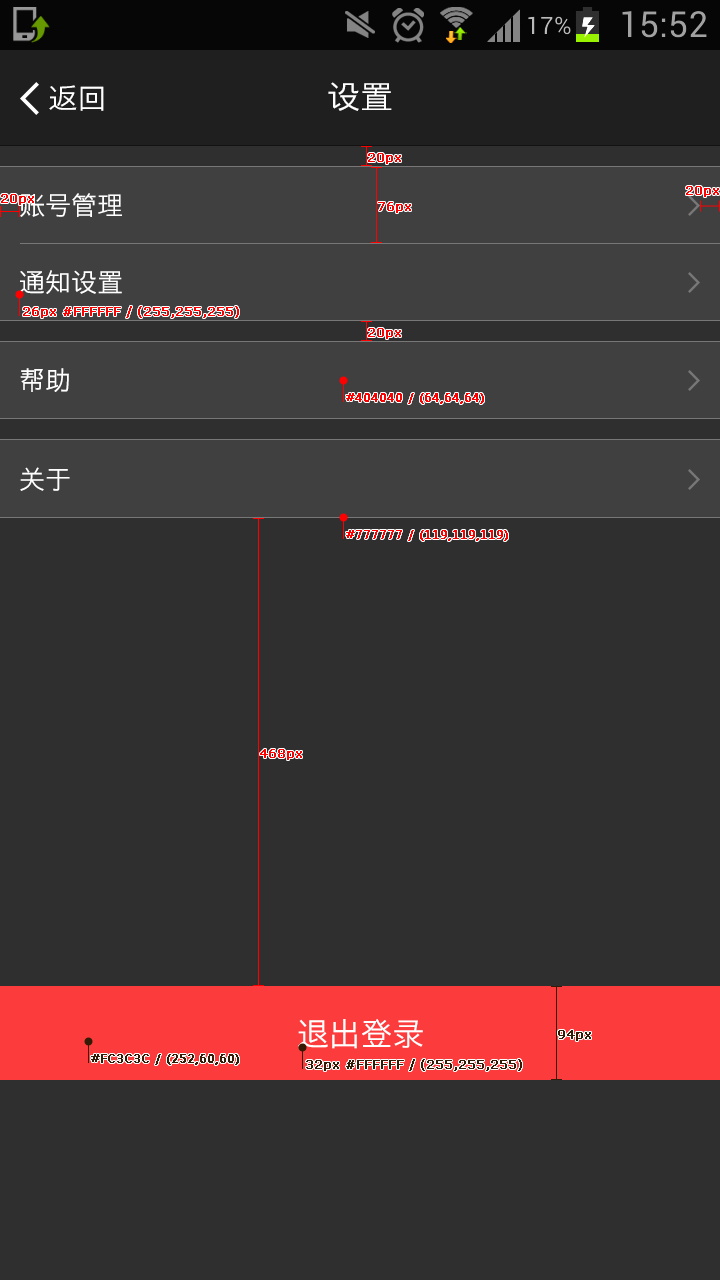 17% 15:52
返回 设置
20px
20px 账号管理 76px 20px
通知设置
26px #FFFFFF / (255,255,255)
20px
帮助
#404040 / (64,64,64)
关于
#777777 / (119,119,119)
468px
退出登录 94px
#FC3C3C / (252,60,60)
32px #FFFFFF / (255,255,255)